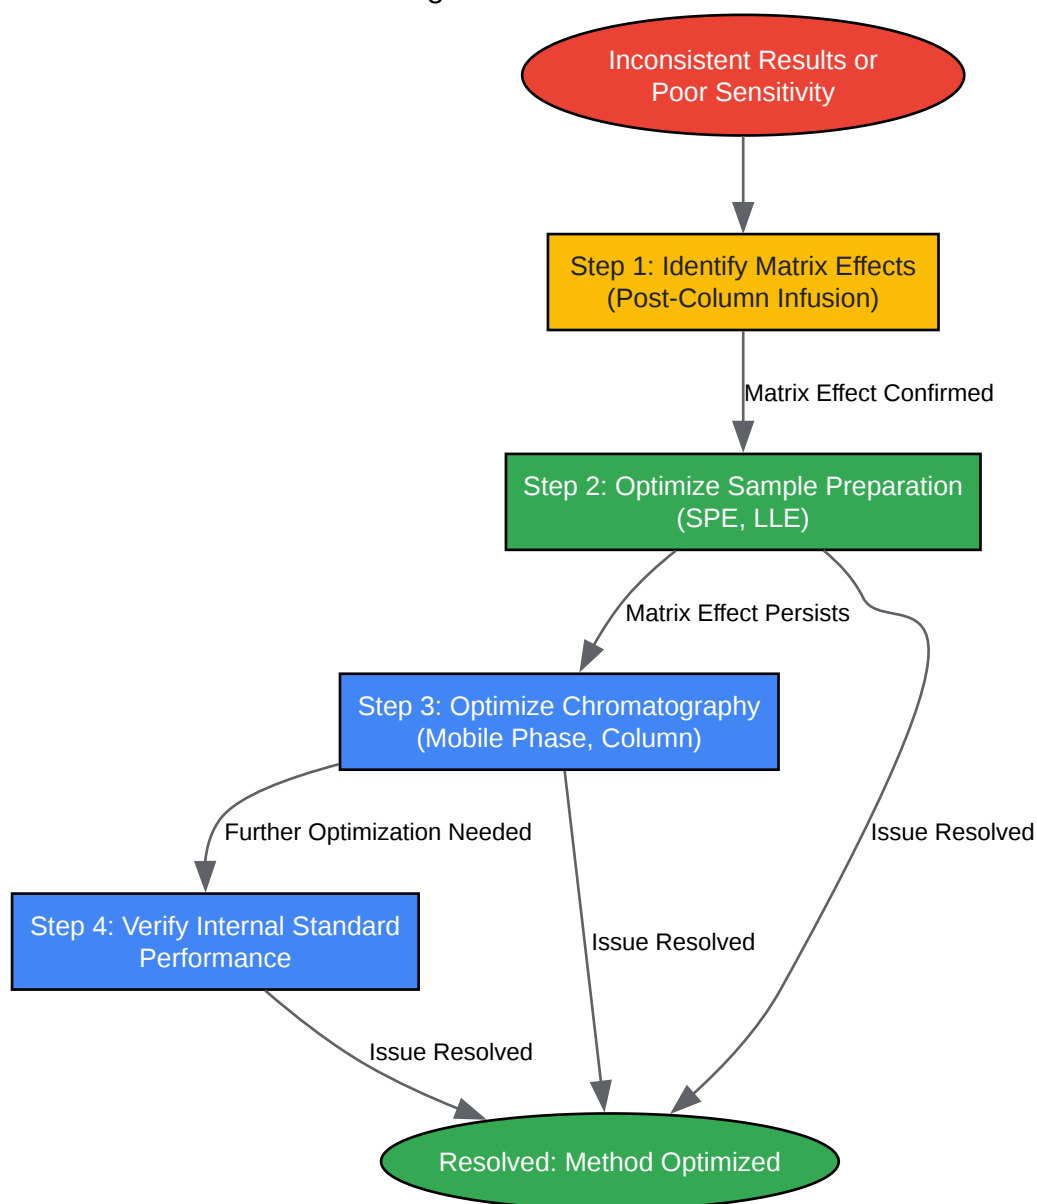 Inconsistent Results or
Poor Sensitivity
Step 1: Identify Matrix Effects
(Post-Column Infusion)
Matrix Effect Confirmed
Step 2: Optimize Sample Preparation
(SPE, LLE)
Matrix Effect Persists
Step 3: Optimize Chromatography
(Mobile Phase, Column)
Further Optimization Needed
Issue Resolved
Step 4: Verify Internal Standard
Performance
Issue Resolved
Issue Resolved
Resolved: Method Optimized